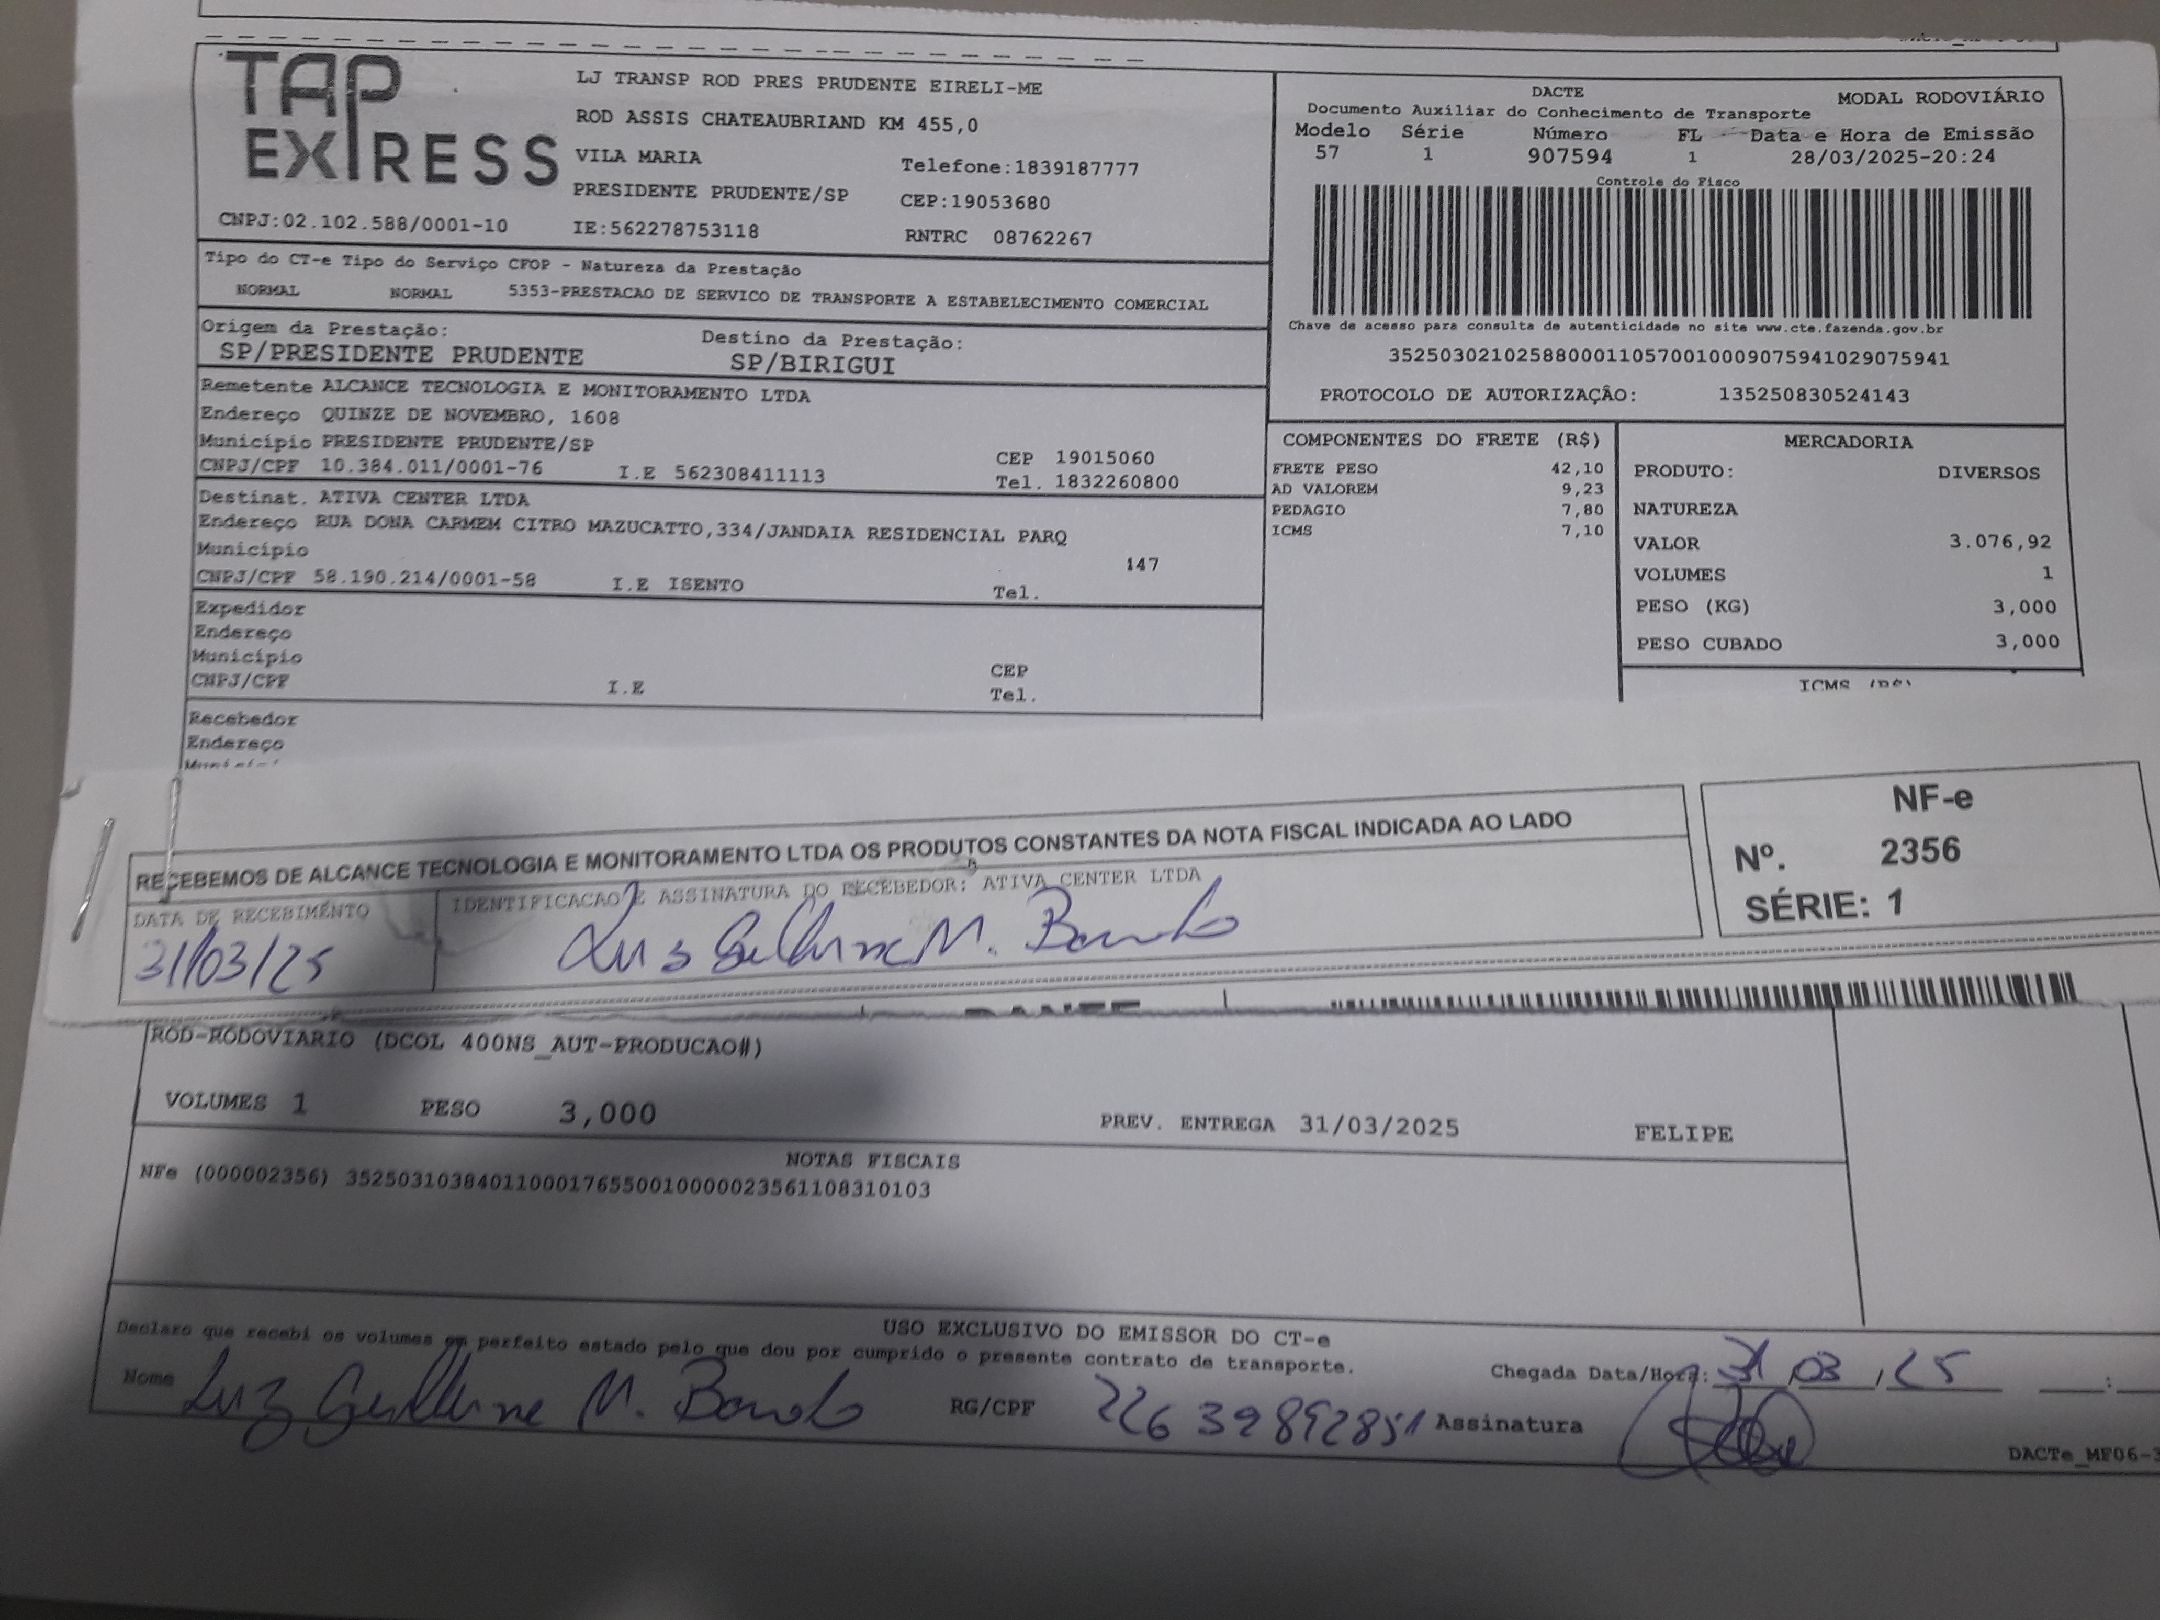 TAP EXPRESS
LJ TRANSP ROD PRES PRUDENTE EIRELI-ME
ROD ASSIS CHATEAUBRIAND KM 455,0
VILA MARIA Telefone:1839187777
PRESIDENTE PRUDENTE/SP CEP:19053680
CNPJ:02.102.588/0001-10 IE:562278753118 RNTRC 08762267
DACTE MODAL RODOVIÁRIO
Documento Auxiliar do Conhecimento de Transporte
Modelo Série Número FL Data e Hora de Emissão
57 1 907594 1 28/03/2025-20:24
Controle do Fisco
Chave de acesso para consulta de autenticidade no site www.cte.fazenda.gov.br
35250302102588000110570010009075941029075941
PROTOCOLO DE AUTORIZAÇÃO: 135250830524143
Tipo do CT-e Tipo do Serviço CFOP - Natureza da Prestação
NORMAL NORMAL 5353-PRESTACAO DE SERVICO DE TRANSPORTE A ESTABELECIMENTO COMERCIAL
Origem da Prestação: Destino da Prestação:
SP/PRESIDENTE PRUDENTE SP/BIRIGUI
Remetente ALCANCE TECNOLOGIA E MONITORAMENTO LTDA
Endereço QUINZE DE NOVEMBRO, 1608
Município PRESIDENTE PRUDENTE/SP CEP 19015060
CNPJ/CPF 10.384.011/0001-76 I.E 562308411113 Tel. 1832260800
Destinat. ATIVA CENTER LTDA
Endereço RUA DONA CARMEM CITRO MAZUCATTO,334/JANDAIA RESIDENCIAL PARQ
Município 147
CNPJ/CPF 58.190.214/0001-58 I.E ISENTO Tel.
Expedidor
Endereço
Município CEP
CNPJ/CPF I.E Tel.
Recebedor
Endereço
COMPONENTES DO FRETE (R$)
FRETE PESO 42,10
AD VALOREM 9,23
PEDAGIO 7,80
ICMS 7,10
MERCADORIA
PRODUTO: DIVERSOS
NATUREZA
VALOR 3.076,92
VOLUMES 1
PESO (KG) 3,000
PESO CUBADO 3,000
ICMS (R$)
RECEBEMOS DE ALCANCE TECNOLOGIA E MONITORAMENTO LTDA OS PRODUTOS CONSTANTES DA NOTA FISCAL INDICADA AO LADO
DATA DE RECEBIMENTO IDENTIFICACAO E ASSINATURA DO RECEBEDOR: ATIVA CENTER LTDA
31/03/25 Luiz Guilherme M.
NF-e
Nº. 2356
SÉRIE: 1
ROD-RODOVIARIO (DCOL 400NS_AUT-PRODUCAO#)
VOLUMES 1 PESO 3,000 PREV. ENTREGA 31/03/2025 FELIPE
NOTAS FISCAIS
NFe (000002356) 35250310384011000176550010000023561108310103
USO EXCLUSIVO DO EMISSOR DO CT-e
Declaro que recebi os volumes em perfeito estado pelo que dou por cumprido o presente contrato de transporte.
Chegada Data/Hora: 31/03/25 :
Nome Luiz Guilherme M. RG/CPF 22639892851 Assinatura
DACTe_MF06-3